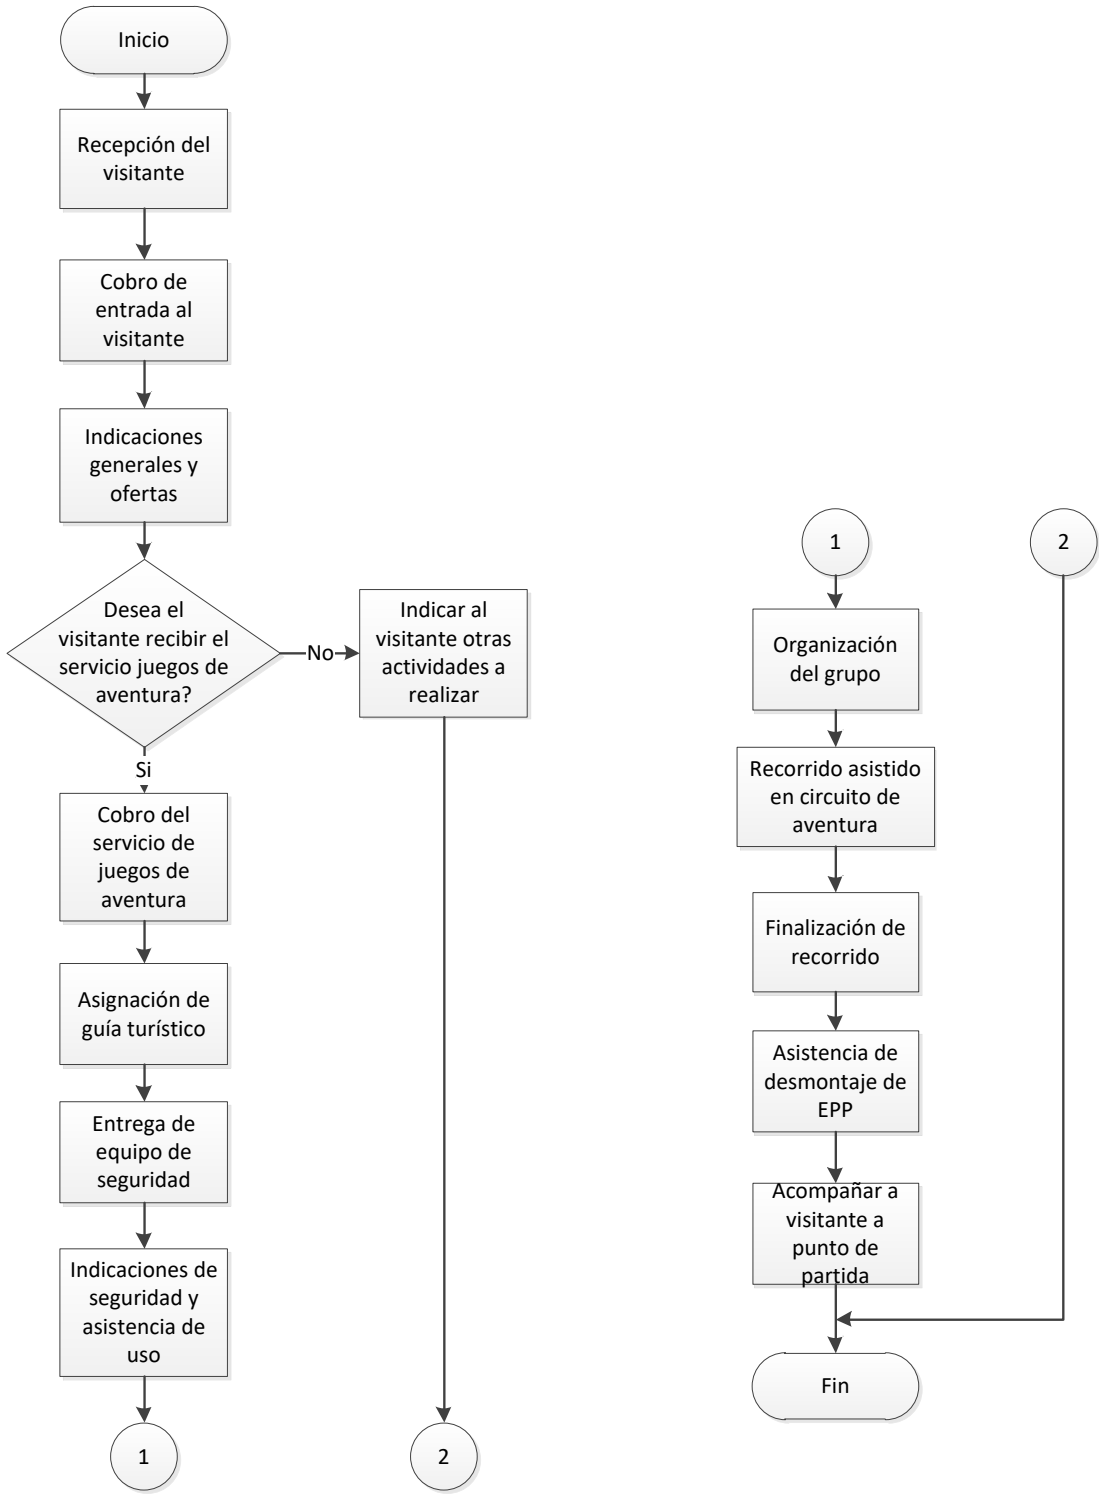 Inicio
Recepción del
visitante
Cobro de
entrada al
visitante
Indicaciones
generales y
ofertas
Desea el
visitante recibir el
servicio juegos de
aventura?
No
Indicar al
visitante otras
actividades a
realizar
Si
Cobro del
servicio de
juegos de
aventura
Asignación de
guía turístico
Entrega de
equipo de
seguridad
Indicaciones de
seguridad y
asistencia de
uso
1
2
1
2
Organización
del grupo
Recorrido asistido
en circuito de
aventura
Finalización de
recorrido
Asistencia de
desmontaje de
EPP
Acompañar a
visitante a
punto de
partida
Fin